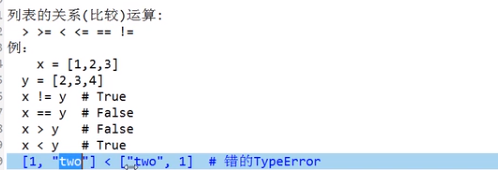 列表的关系(比较)运算:
> >= < <= == !=
例:
x = [1,2,3]
y = [2,3,4]
x != y  # True
x == y  # False
x > y   # False
x < y   # True
[1, "two"] < ["two", 1]  # 错的TypeError